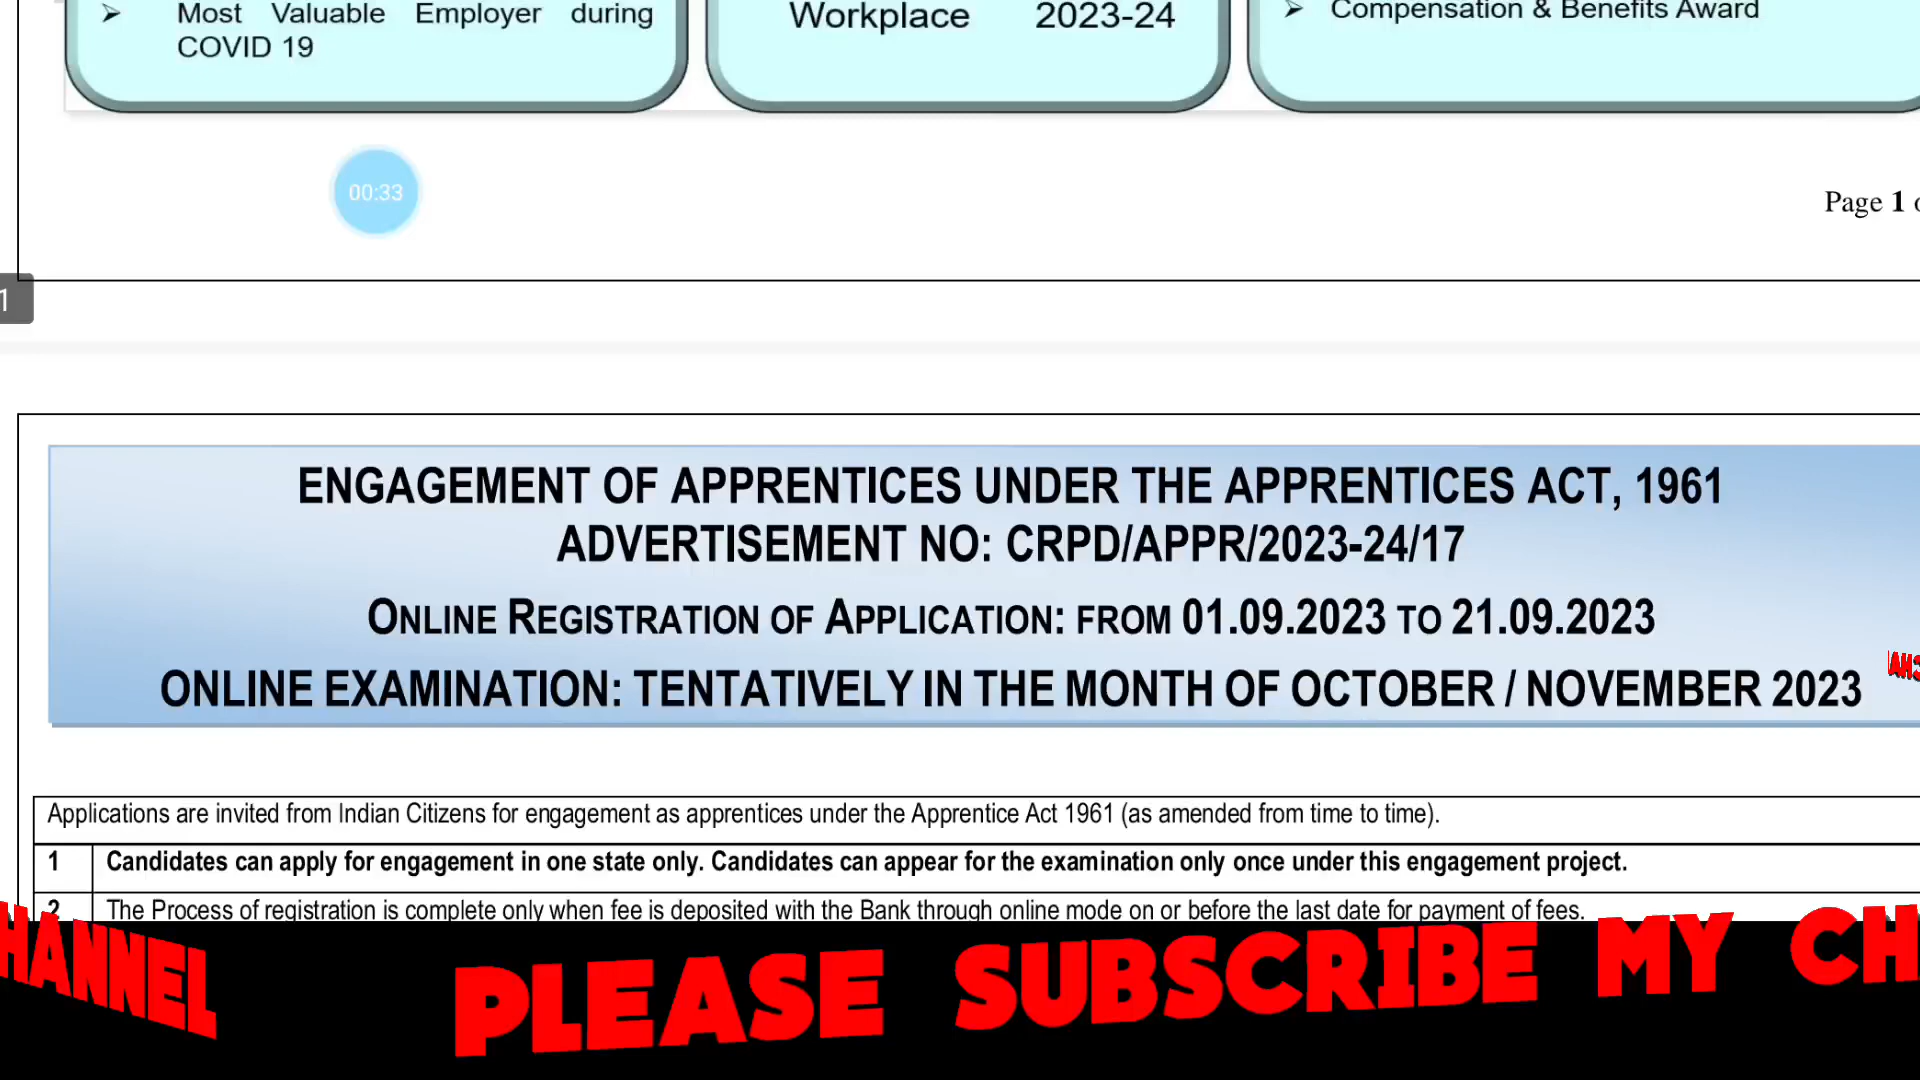 Most Valuable Employer during
COVID 19
Workplace 2023-24
Compensation & Benefits Award
00:33
Page 1
1
ENGAGEMENT OF APPRENTICES UNDER THE APPRENTICES ACT, 1961
ADVERTISEMENT NO: CRPD/APPR/2023-24/17
ONLINE REGISTRATION OF APPLICATION: FROM 01.09.2023 TO 21.09.2023
ONLINE EXAMINATION: TENTATIVELY IN THE MONTH OF OCTOBER / NOVEMBER 2023
Applications are invited from Indian Citizens for engagement as apprentices under the Apprentice Act 1961 (as amended from time to time).
1 Candidates can apply for engagement in one state only. Candidates can appear for the examination only once under this engagement project.
2 The Process of registration is complete only when fee is deposited with the Bank through online mode on or before the last date for payment of fees.
HANNEL PLEASE SUBSCRIBE MY CH